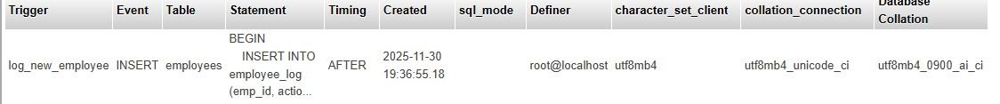 Trigger Event Table Statement Timing Created sql_mode Definer character_set_client collation_connection Database Collation
log_new_employee INSERT employees BEGIN
INSERT INTO
employee_log
(emp_id, actio... AFTER 2025-11-30
19:36:55.18 root@localhost utf8mb4 utf8mb4_unicode_ci utf8mb4_0900_ai_ci